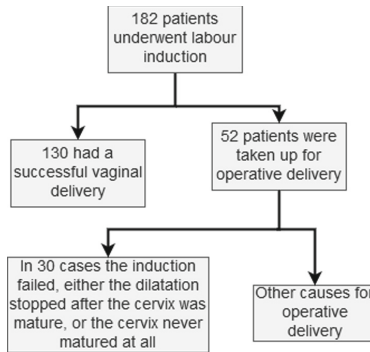 182 patients
underwent labour
induction
130 had a
successful vaginal
delivery
52 patients were
taken up for
operative delivery
In 30 cases the induction
failed, either the dilatation
stopped after the cervix was
mature, or the cervix never
matured at all
Other causes for
operative
delivery